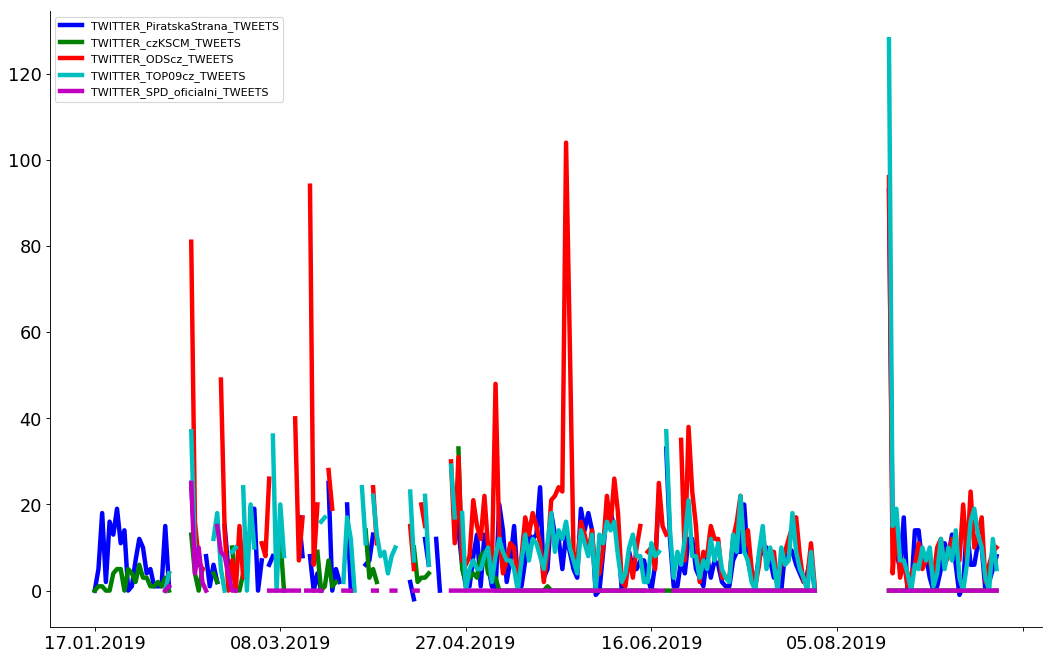 TWITTER_PiratskaStrana_TWEETS
TWITTER_czKSCM_TWEETS
TWITTER_ODScz_TWEETS
TWITTER_TOP09cz_TWEETS
TWITTER_SPD_oficialni_TWEETS
120
100
80
60
40
20
0
17.01.2019 08.03.2019 27.04.2019 16.06.2019 05.08.2019